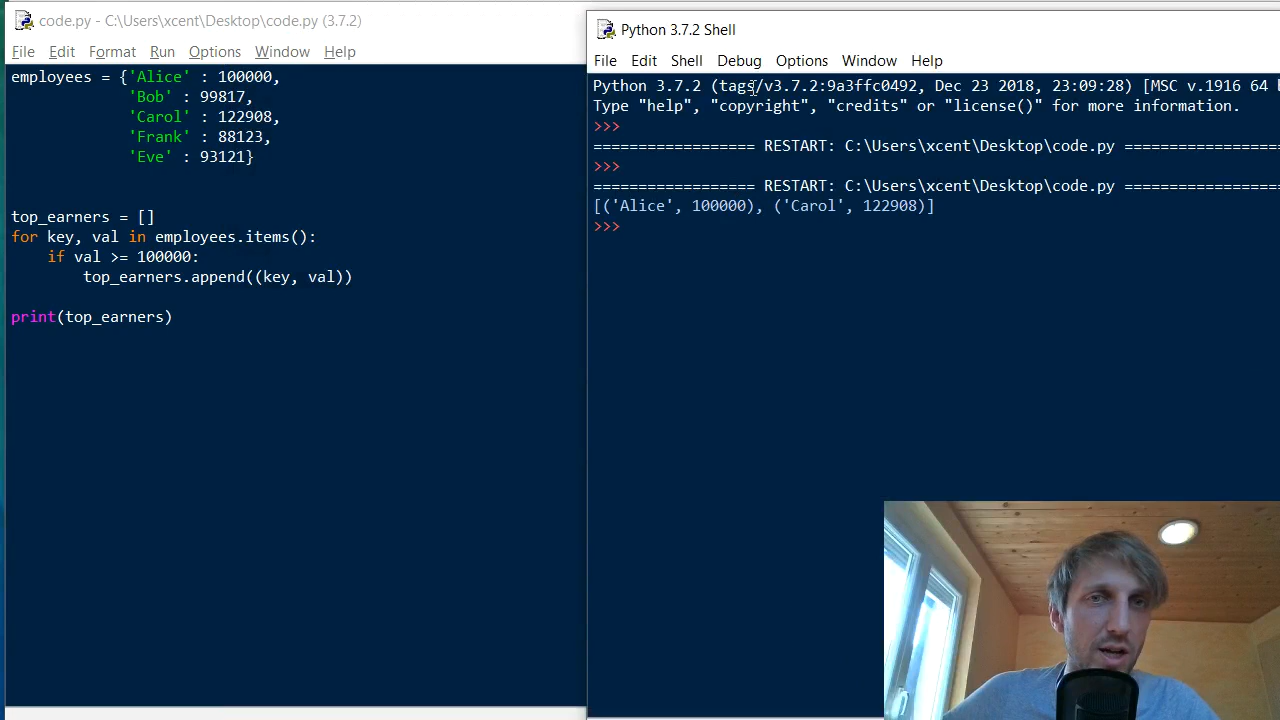 code.py - C:\Users\xcent\Desktop\code.py (3.7.2)
File Edit Format Run Options Window Help
employees = {'Alice' : 100000,
'Bob' : 99817,
'Carol' : 122908,
'Frank' : 88123,
'Eve' : 93121}
top_earners = []
for key, val in employees.items():
if val >= 100000:
top_earners.append((key, val))
print(top_earners)
Python 3.7.2 Shell
File Edit Shell Debug Options Window Help
Python 3.7.2 (tags/v3.7.2:9a3ffc0492, Dec 23 2018, 23:09:28) [MSC v.1916 64
Type "help", "copyright", "credits" or "license()" for more information.
>>>
================== RESTART: C:\Users\xcent\Desktop\code.py ==================
>>>
================== RESTART: C:\Users\xcent\Desktop\code.py ==================
[('Alice', 100000), ('Carol', 122908)]
>>>